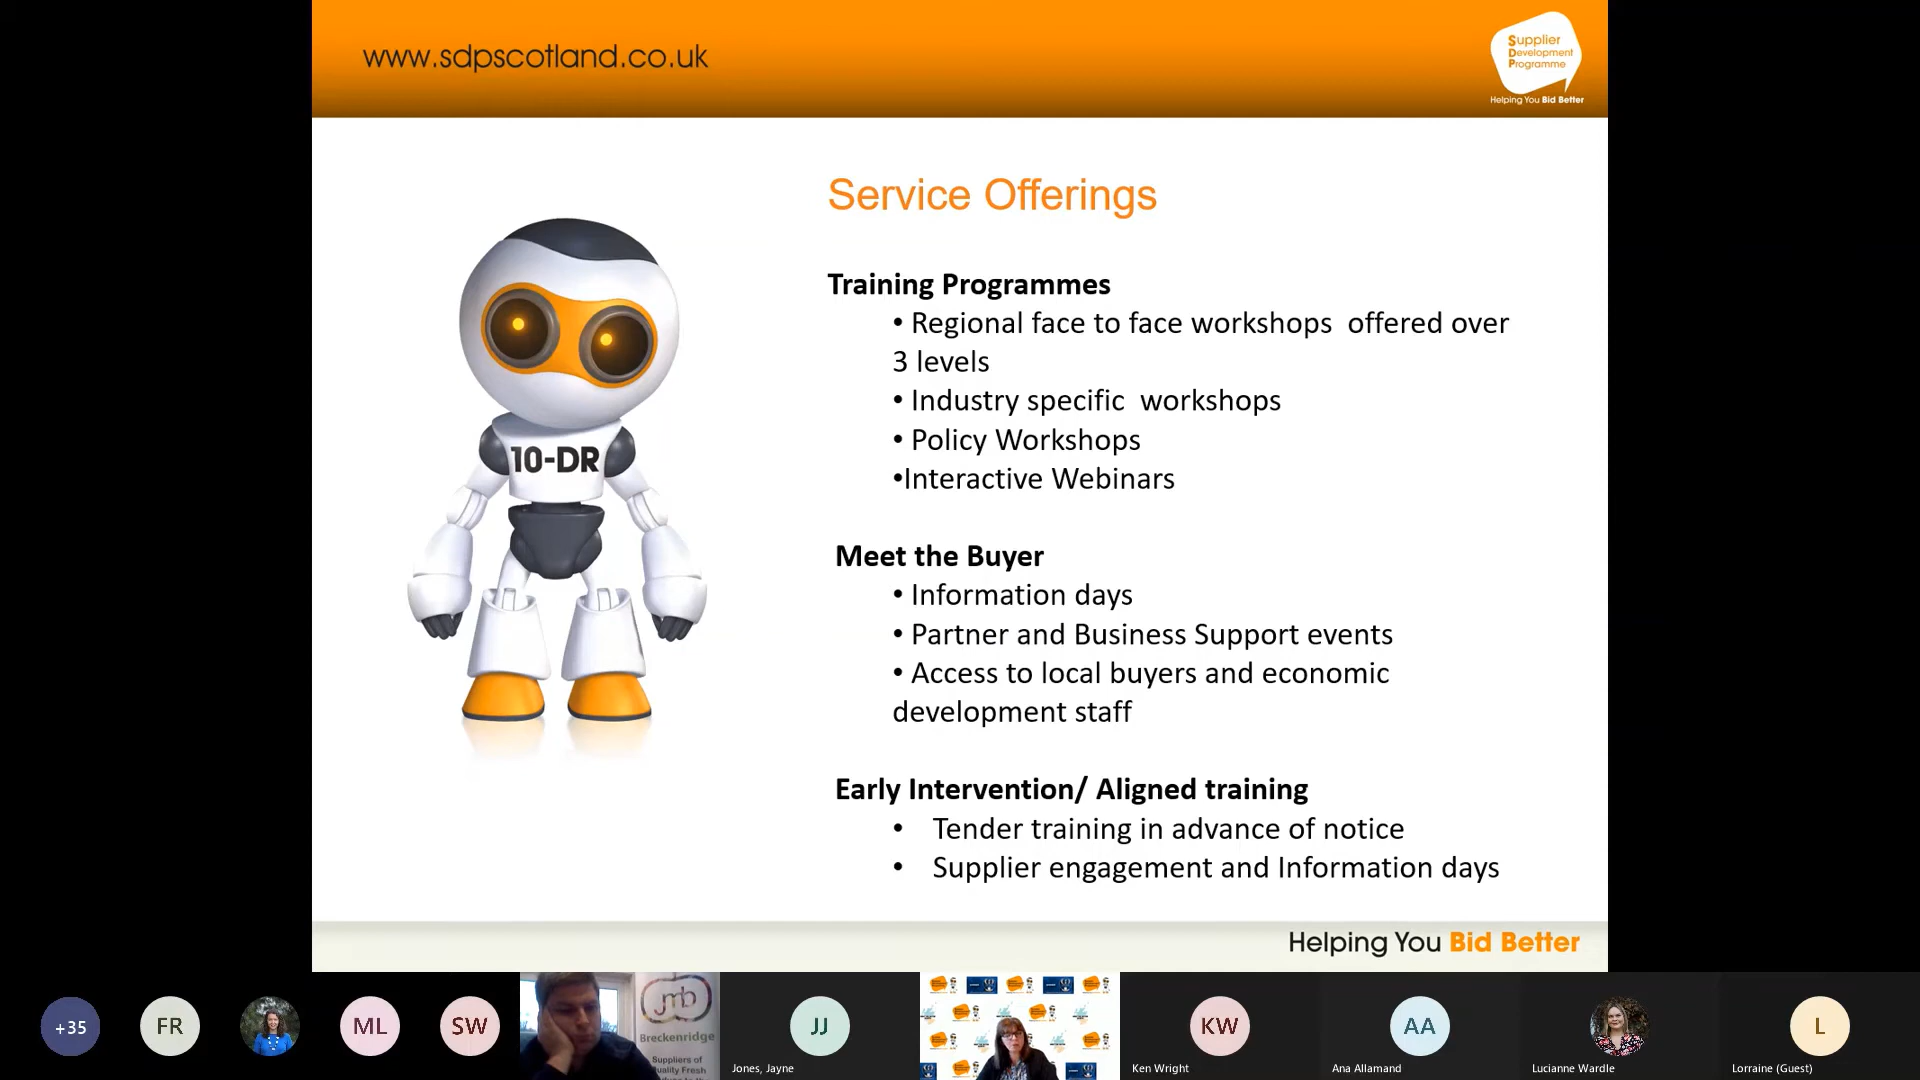 www.sdpscotland.co.uk
Supplier
Development
Programme
Helping You Bid Better
Service Offerings
10-DR
Training Programmes
• Regional face to face workshops offered over
3 levels
• Industry specific workshops
• Policy Workshops
•Interactive Webinars
Meet the Buyer
• Information days
• Partner and Business Support events
• Access to local buyers and economic
development staff
Early Intervention/ Aligned training
• Tender training in advance of notice
• Supplier engagement and Information days
Helping You Bid Better
+35
FR
ML
SW
jmb
Breckenridge
Suppliers of
uality Fresh
JJ
Jones, Jayne
KW
Ken Wright
AA
Ana Allamand
Lucianne Wardle
L
Lorraine (Guest)